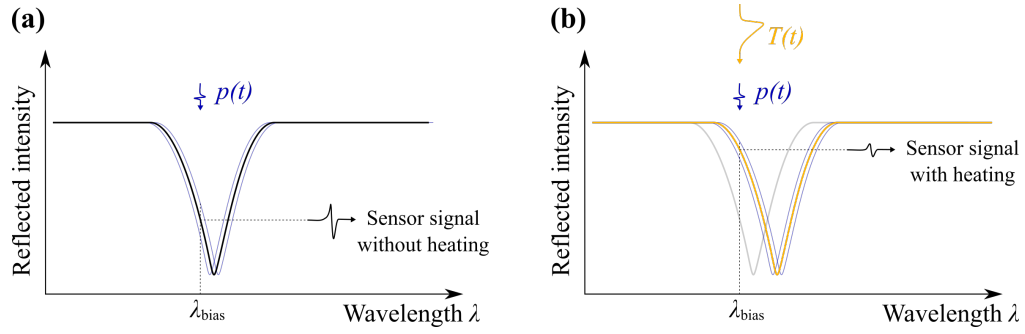 (a)
Reflected intensity
p(t)
Sensor signal
without heating
λbias
Wavelength λ
(b)
T(t)
Reflected intensity
p(t)
Sensor signal
with heating
λbias
Wavelength λ